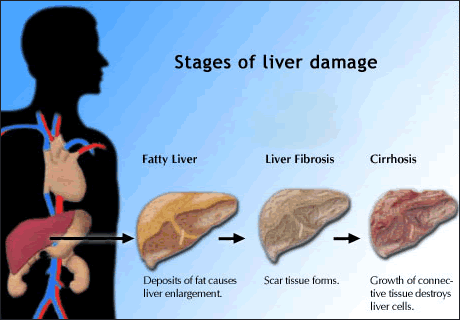 Stages of liver damage
Fatty Liver
Liver Fibrosis
Cirrhosis
Deposits of fat causes
liver enlargement.
Scar tissue forms.
Growth of connec-
tive tissue destroys
liver cells.